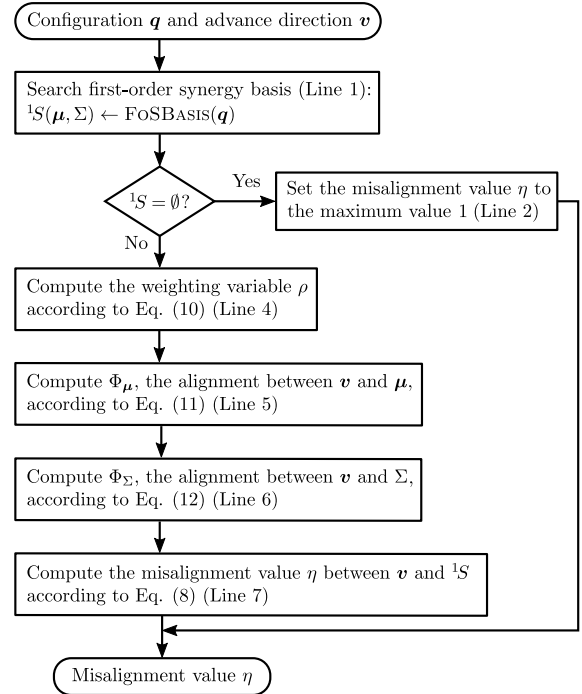 Configuration q and advance direction v
Search first-order synergy basis (Line 1):
¹S(μ, Σ) ← FOSBASIS(q)
¹S = ∅?
Yes
Set the misalignment value η to
the maximum value 1 (Line 2)
No
Compute the weighting variable ρ
according to Eq. (10) (Line 4)
Compute Φμ, the alignment between v and μ,
according to Eq. (11) (Line 5)
Compute ΦΣ, the alignment between v and Σ,
according to Eq. (12) (Line 6)
Compute the misalignment value η between v and ¹S
according to Eq. (8) (Line 7)
Misalignment value η